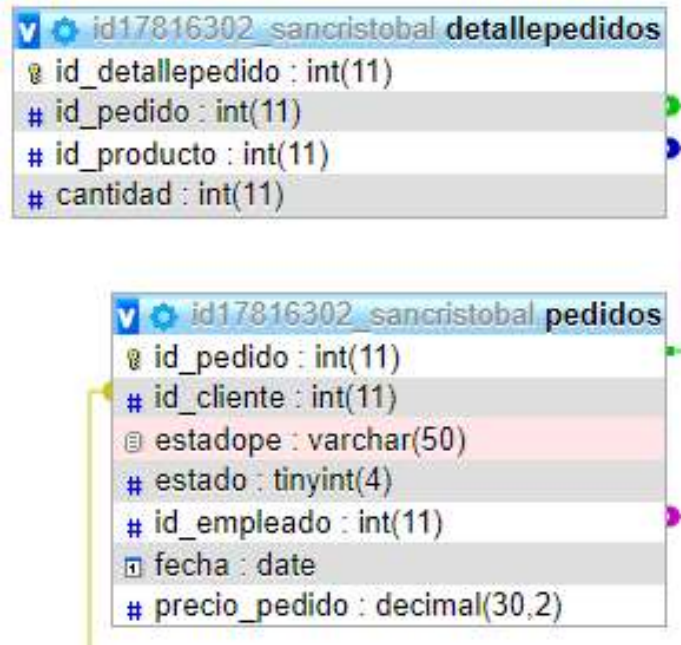 v id17816302_sancristobal detallepedidos
id_detallepedido : int(11)
# id_pedido : int(11)
# id_producto : int(11)
# cantidad : int(11)
v id17816302_sancristobal pedidos
id_pedido : int(11)
# id_cliente : int(11)
estadope : varchar(50)
# estado : tinyint(4)
# id_empleado : int(11)
fecha : date
# precio_pedido : decimal(30,2)